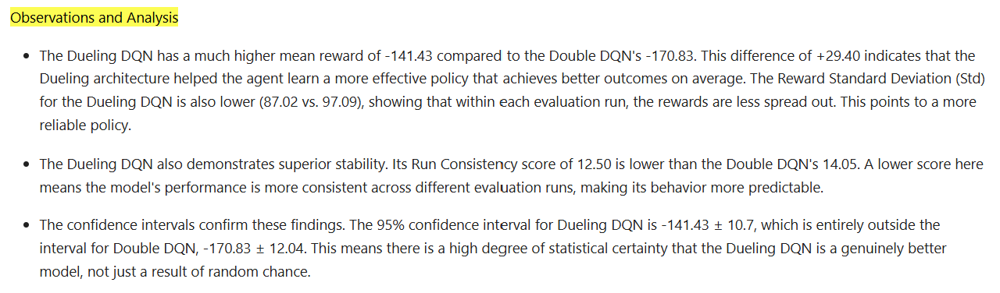 Observations and Analysis
• The Dueling DQN has a much higher mean reward of -141.43 compared to the Double DQN's -170.83. This difference of +29.40 indicates that the
Dueling architecture helped the agent learn a more effective policy that achieves better outcomes on average. The Reward Standard Deviation (Std)
for the Dueling DQN is also lower (87.02 vs. 97.09), showing that within each evaluation run, the rewards are less spread out. This points to a more
reliable policy.
• The Dueling DQN also demonstrates superior stability. Its Run Consistency score of 12.50 is lower than the Double DQN's 14.05. A lower score here
means the model's performance is more consistent across different evaluation runs, making its behavior more predictable.
• The confidence intervals confirm these findings. The 95% confidence interval for Dueling DQN is -141.43 ± 10.7, which is entirely outside the
interval for Double DQN, -170.83 ± 12.04. This means there is a high degree of statistical certainty that the Dueling DQN is a genuinely better
model, not just a result of random chance.